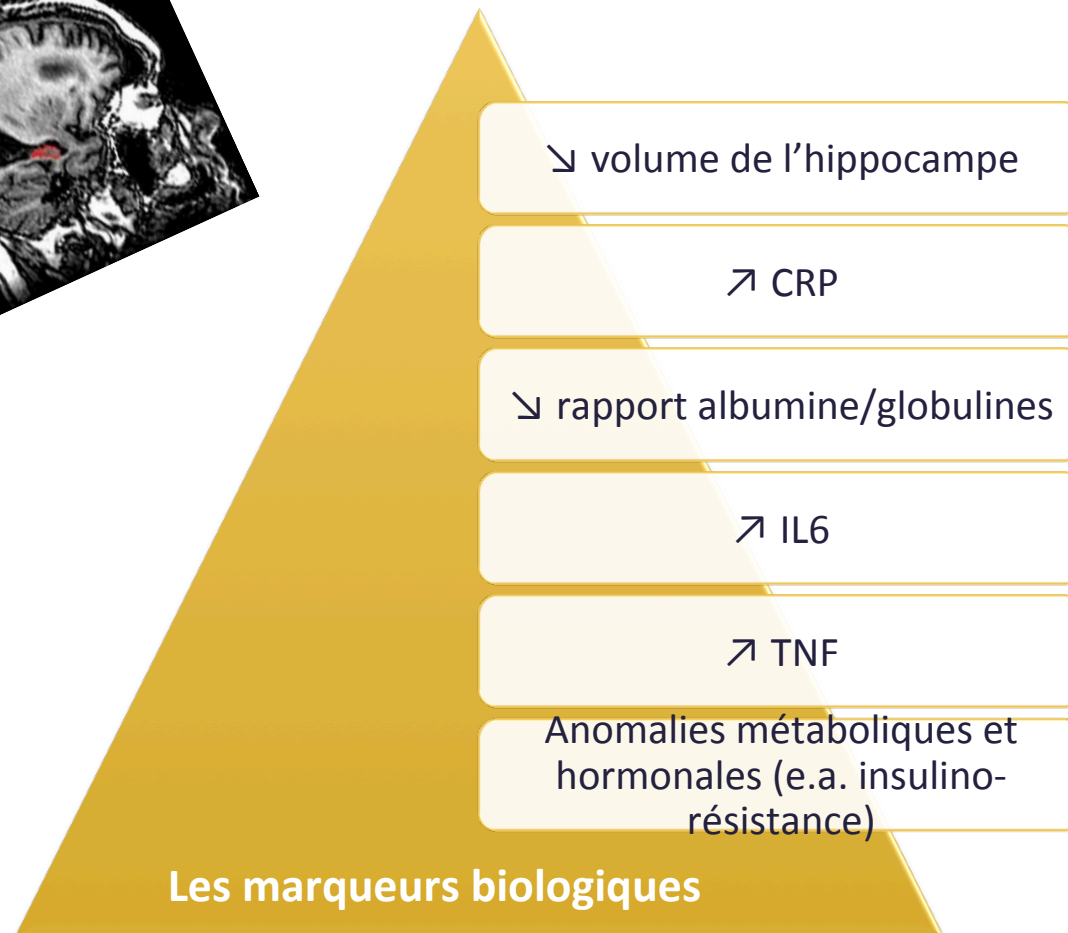 ↘ volume de l’hippocampe
↗ CRP
↘ rapport albumine/globulines
↗ IL6
↗ TNF
Anomalies métaboliques et
hormonales (e.a. insulino-
résistance)
Les marqueurs biologiques